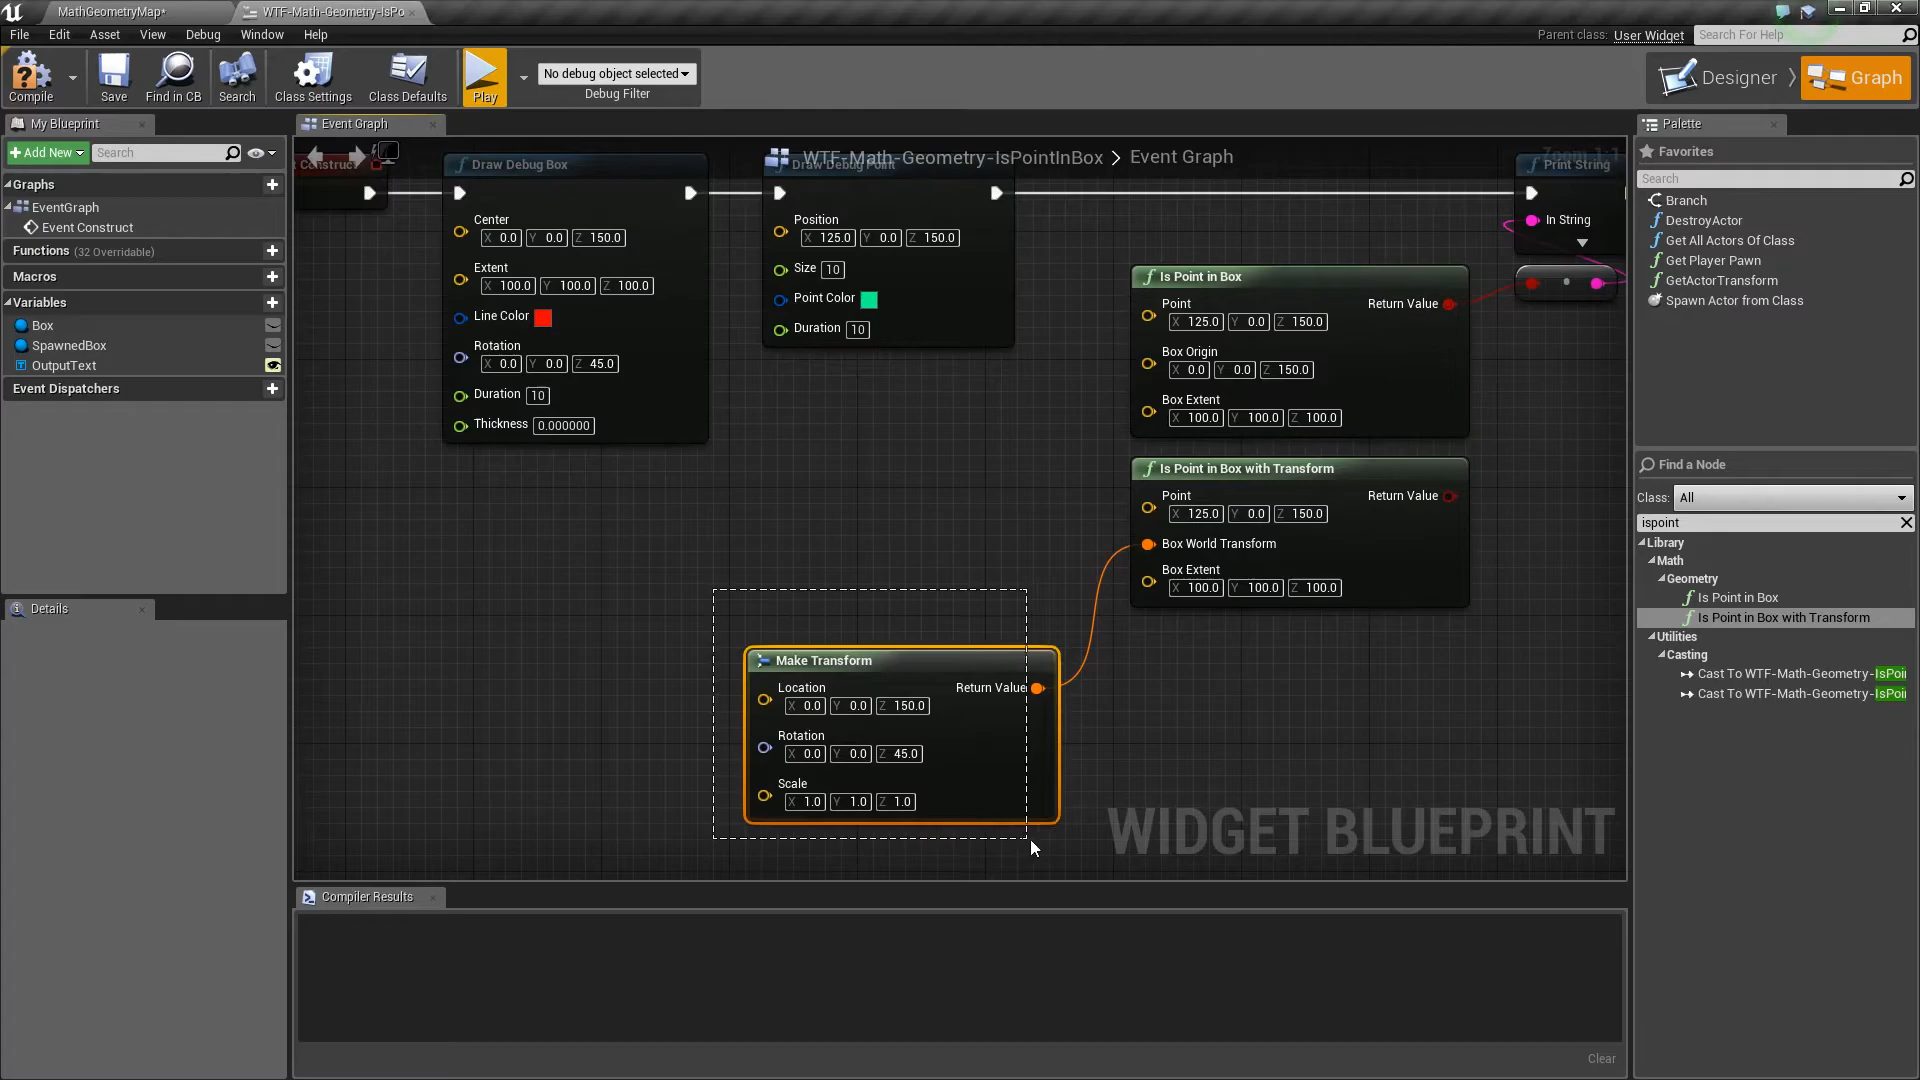 MathGeometryMap*
WTF-Math-Geometry-IsPo
File Edit Asset View Debug Window Help
Parent class: User Widget
Search For Help
Compile
Save
Find in CB
Search
Class Settings
Class Defaults
Play
No debug object selected
Debug Filter
Designer
Graph
My Blueprint
Event Graph
Palette
Add New
Search
Graphs
EventGraph
Event Construct
Functions (32 Overridable)
Macros
Variables
Box
SpawnedBox
OutputText
Event Dispatchers
Details
WTF-Math-Geometry-IsPointInBox > Event Graph
Zoom 1:1
Construct
Draw Debug Box
Center
X 0.0 Y 0.0 Z 150.0
Extent
X 100.0 Y 100.0 Z 100.0
Line Color
Rotation
X 0.0 Y 0.0 Z 45.0
Duration 10
Thickness 0.000000
Draw Debug Point
Position
X 125.0 Y 0.0 Z 150.0
Size 10
Point Color
Duration 10
Is Point in Box
Point
Return Value
X 125.0 Y 0.0 Z 150.0
Box Origin
X 0.0 Y 0.0 Z 150.0
Box Extent
X 100.0 Y 100.0 Z 100.0
Print String
In String
Is Point in Box with Transform
Point
Return Value
X 125.0 Y 0.0 Z 150.0
Box World Transform
Box Extent
X 100.0 Y 100.0 Z 100.0
Make Transform
Location
Return Value
X 0.0 Y 0.0 Z 150.0
Rotation
X 0.0 Y 0.0 Z 45.0
Scale
X 1.0 Y 1.0 Z 1.0
WIDGET BLUEPRINT
Compiler Results
Clear
Favorites
Search
Branch
DestroyActor
Get All Actors Of Class
Get Player Pawn
GetActorTransform
Spawn Actor from Class
Find a Node
Class: All
ispoint
Library
Math
Geometry
Is Point in Box
Is Point in Box with Transform
Utilities
Casting
Cast To WTF-Math-Geometry-IsPoi
Cast To WTF-Math-Geometry-IsPoi